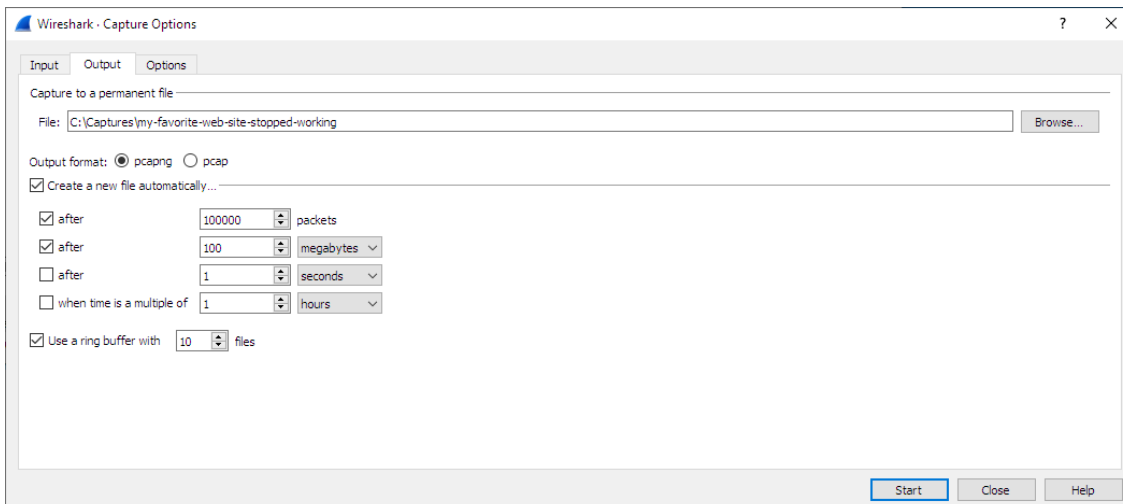 Wireshark · Capture Options ?
Input Output Options
Capture to a permanent file
File: C:\Captures\my-favorite-web-site-stopped-working Browse...
Output format: pcapng pcap
Create a new file automatically...
after 100000 packets
after 100 megabytes
after 1 seconds
when time is a multiple of 1 hours
Use a ring buffer with 10 files
Start Close Help